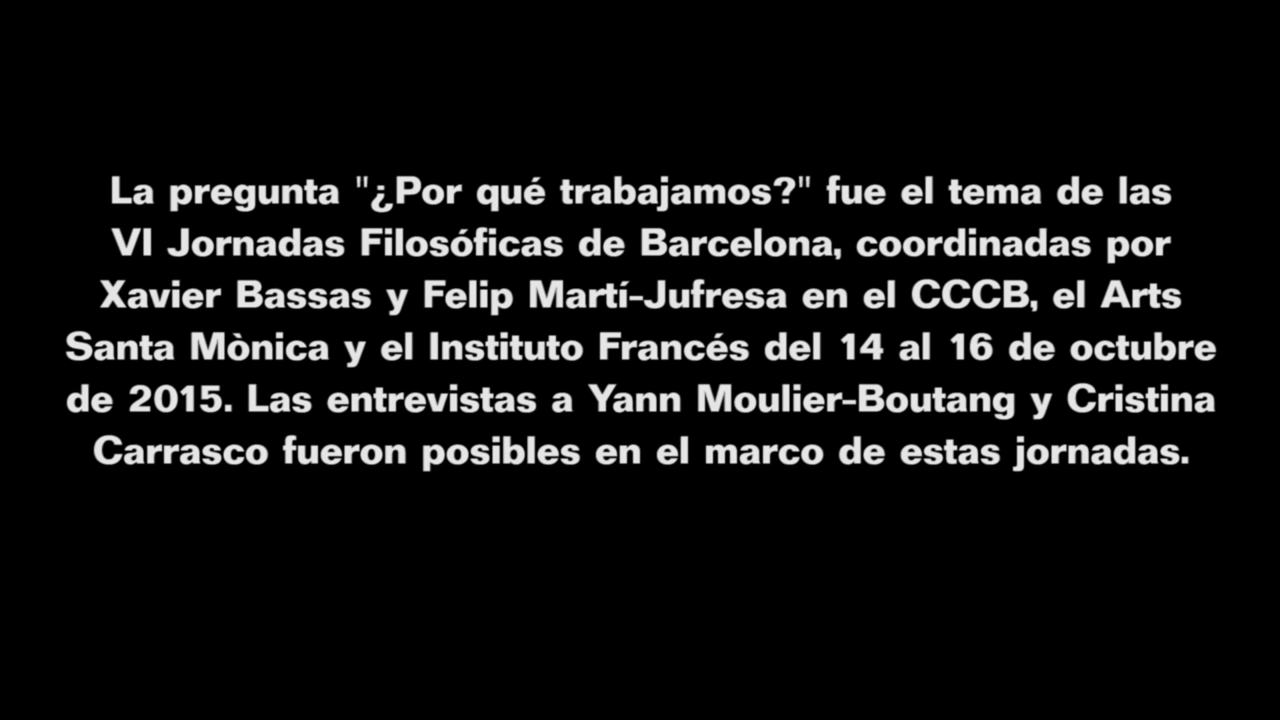 La pregunta "¿Por qué trabajamos?" fue el tema de las
VI Jornadas Filosóficas de Barcelona, coordinadas por
Xavier Bassas y Felip Martí-Jufresa en el CCCB, el Arts
Santa Mònica y el Instituto Francés del 14 al 16 de octubre
de 2015. Las entrevistas a Yann Moulier-Boutang y Cristina
Carrasco fueron posibles en el marco de estas jornadas.